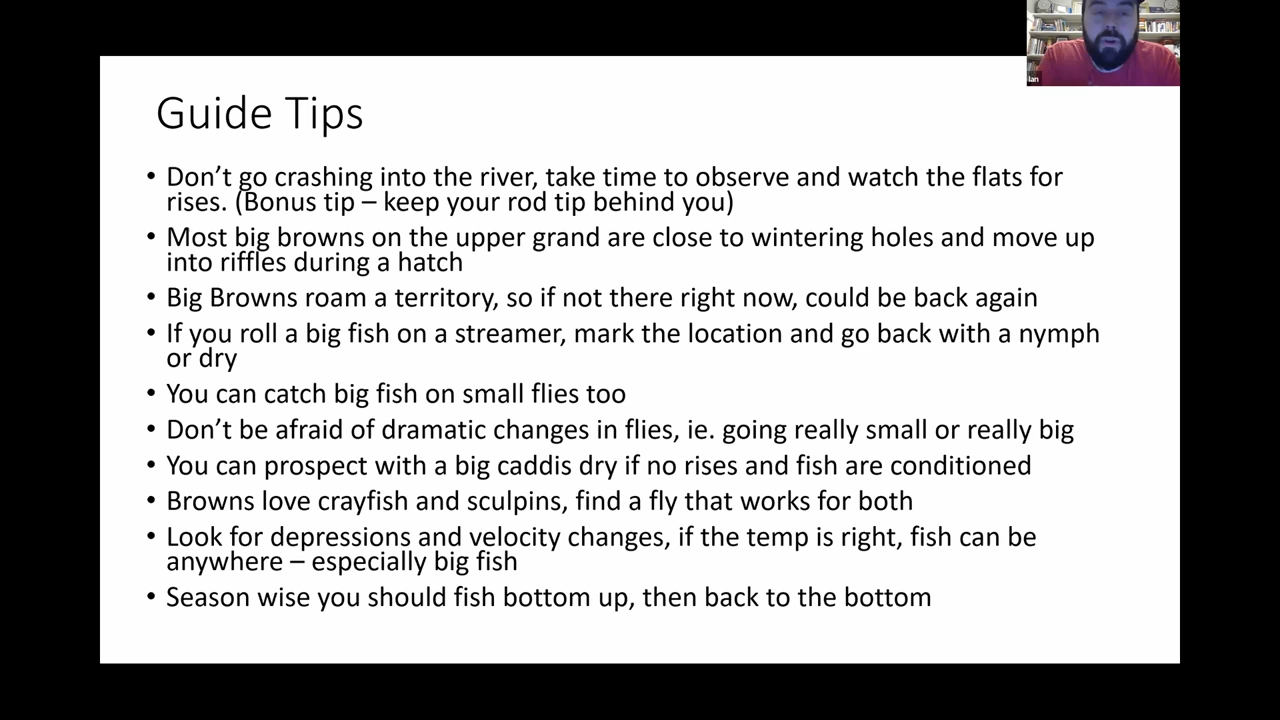 Ian
Guide Tips
• Don’t go crashing into the river, take time to observe and watch the flats for
rises. (Bonus tip – keep your rod tip behind you)
• Most big browns on the upper grand are close to wintering holes and move up
into riffles during a hatch
• Big Browns roam a territory, so if not there right now, could be back again
• If you roll a big fish on a streamer, mark the location and go back with a nymph
or dry
• You can catch big fish on small flies too
• Don’t be afraid of dramatic changes in flies, ie. going really small or really big
• You can prospect with a big caddis dry if no rises and fish are conditioned
• Browns love crayfish and sculpins, find a fly that works for both
• Look for depressions and velocity changes, if the temp is right, fish can be
anywhere – especially big fish
• Season wise you should fish bottom up, then back to the bottom